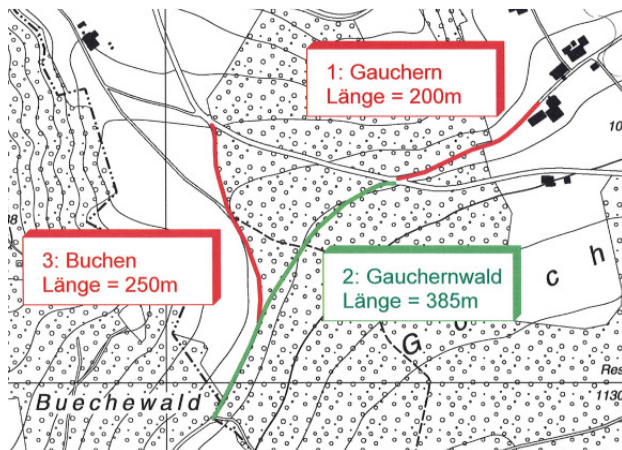 1: Gauchern
Länge = 200m
10
3: Buchen
Länge = 250m
2: Gauchernwald
Länge = 385m
G
c h
Res
1130
Buechewald